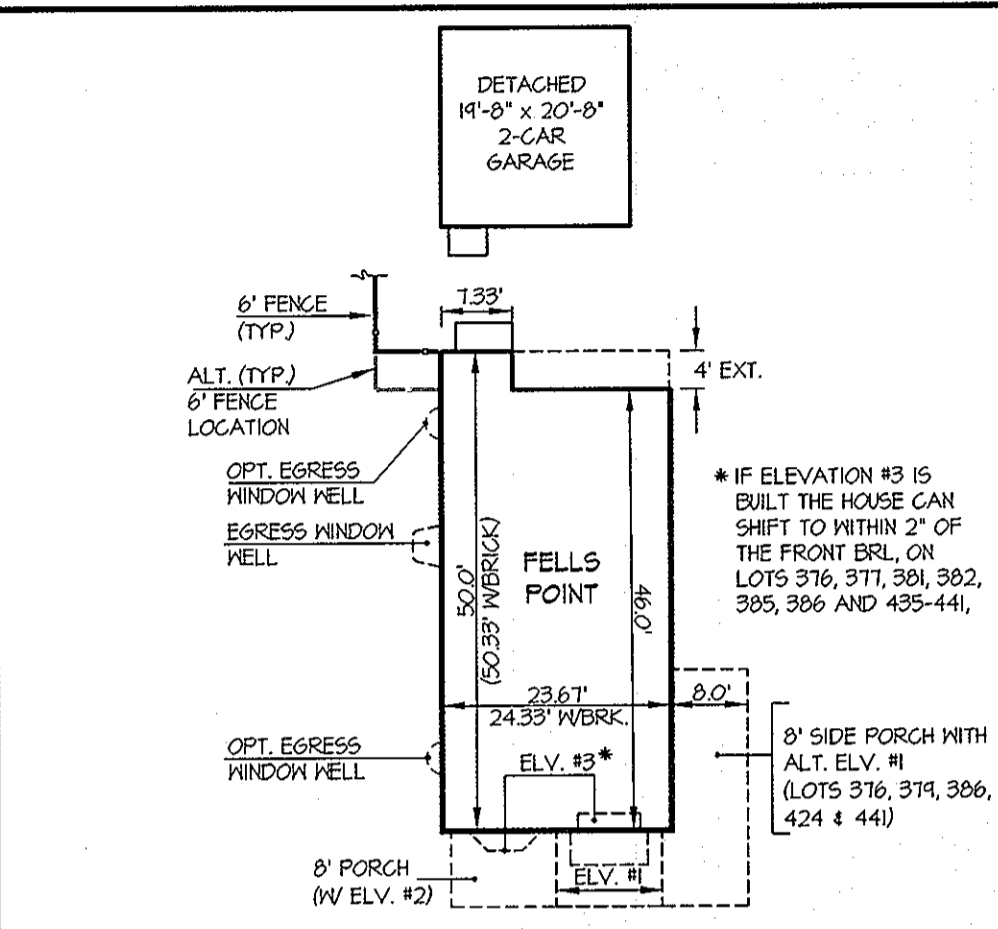 DETACHED
19'-8" x 20'-8"
2-CAR
GARAGE
6' FENCE
(TYP.)
7.33'
4' EXT.
ALT. (TYP.)
6' FENCE
LOCATION
OPT. EGRESS
WINDOW WELL
EGRESS WINDOW
WELL
* IF ELEVATION #3 IS
BUILT THE HOUSE CAN
SHIFT TO WITHIN 2" OF
THE FRONT BRL, ON
LOTS 376, 377, 381, 382,
385, 386 AND 435-441,
FELLS
POINT
50.0'
(50.33' W/BRICK)
46.0'
23.67'
24.33' W/BRK.
8.0'
OPT. EGRESS
WINDOW WELL
ELV. #3*
8' SIDE PORCH WITH
ALT. ELV. #1
(LOTS 376, 379, 386,
424 & 441)
8' PORCH
(W/ ELV. #2)
ELV. #1